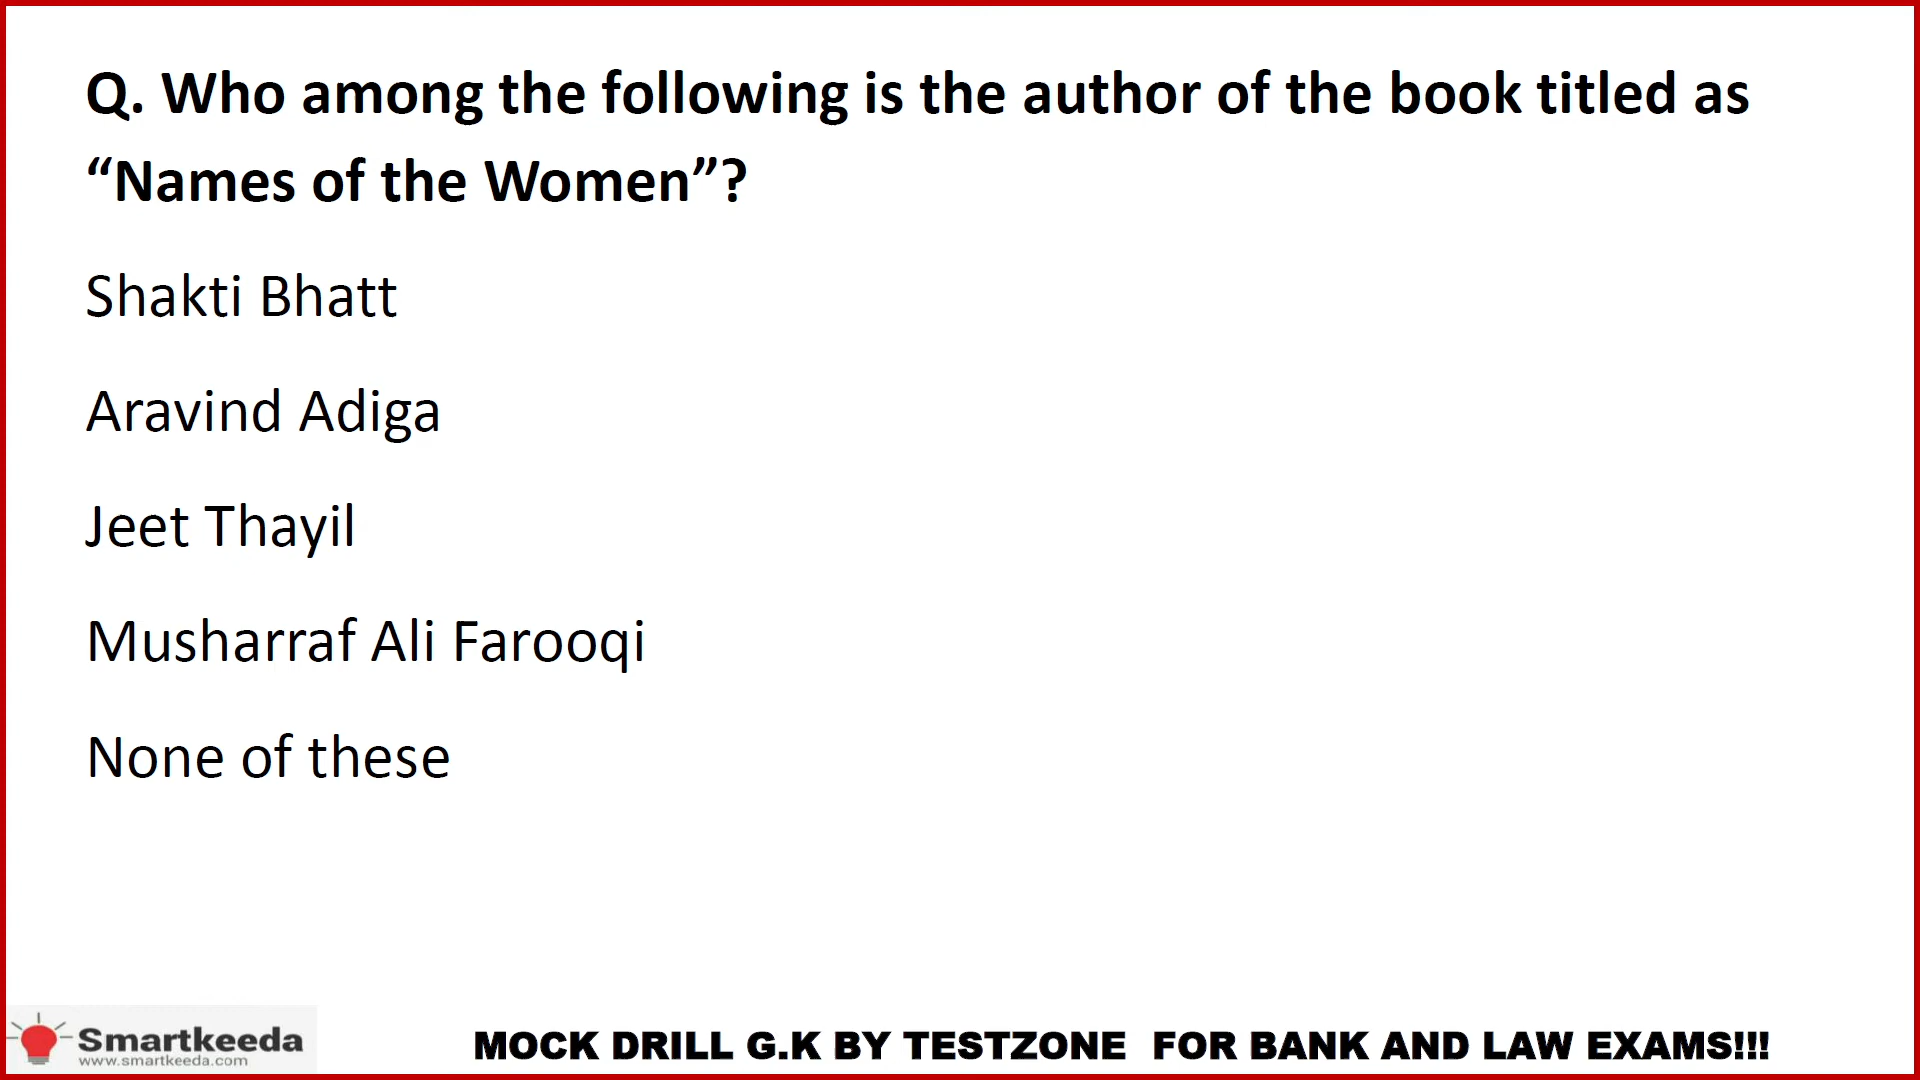 Q. Who among the following is the author of the book titled as
“Names of the Women”?
Shakti Bhatt
Aravind Adiga
Jeet Thayil
Musharraf Ali Farooqi
None of these
Smartkeeda
www.smartkeeda.com
MOCK DRILL G.K BY TESTZONE FOR BANK AND LAW EXAMS!!!